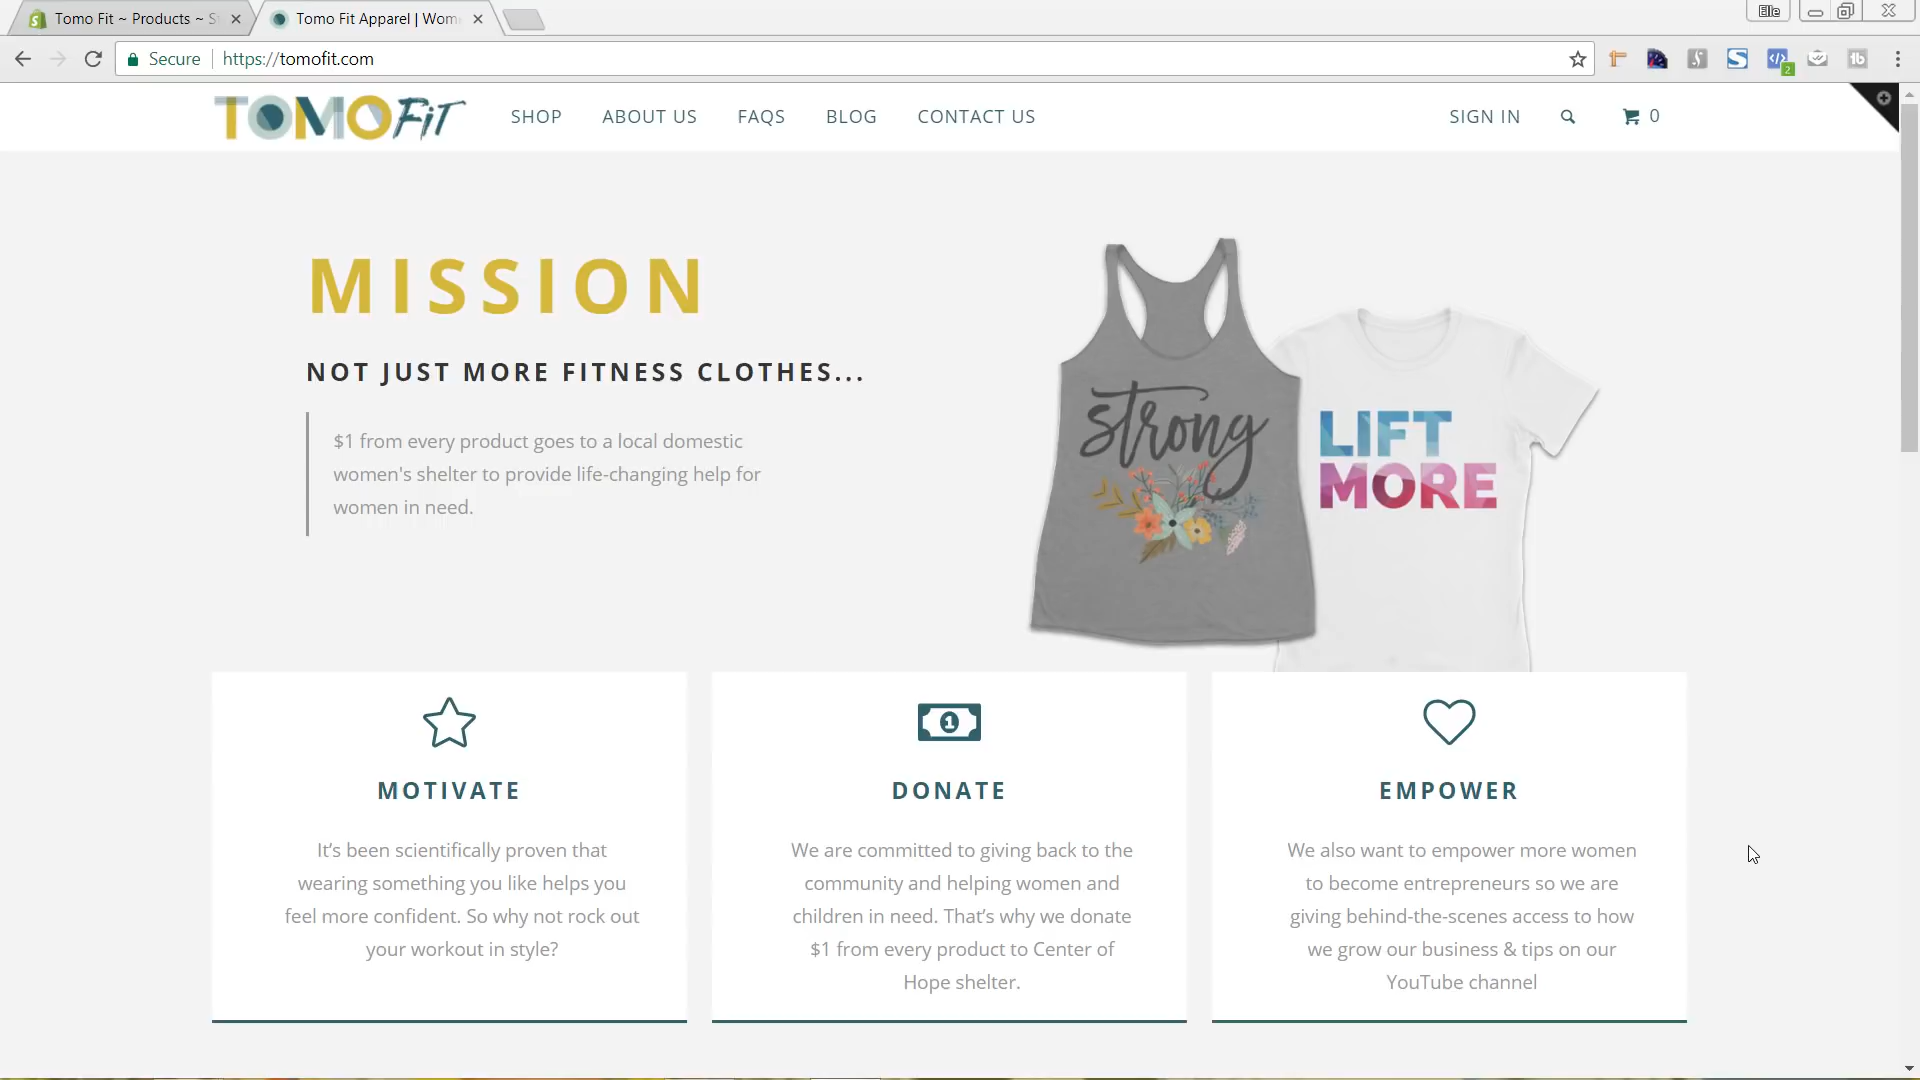 Tomo Fit ~ Products ~ S
Tomo Fit Apparel | Wom
Elle
Secure
https://tomofit.com
2
TOMO FiT
SHOP
ABOUT US
FAQS
BLOG
CONTACT US
SIGN IN
0
MISSION
NOT JUST MORE FITNESS CLOTHES...
$1 from every product goes to a local domestic
women's shelter to provide life-changing help for
women in need.
strong
LIFT
MORE
1
MOTIVATE
It's been scientifically proven that
wearing something you like helps you
feel more confident. So why not rock out
your workout in style?
DONATE
We are committed to giving back to the
community and helping women and
children in need. That's why we donate
$1 from every product to Center of
Hope shelter.
EMPOWER
We also want to empower more women
to become entrepreneurs so we are
giving behind-the-scenes access to how
we grow our business & tips on our
YouTube channel